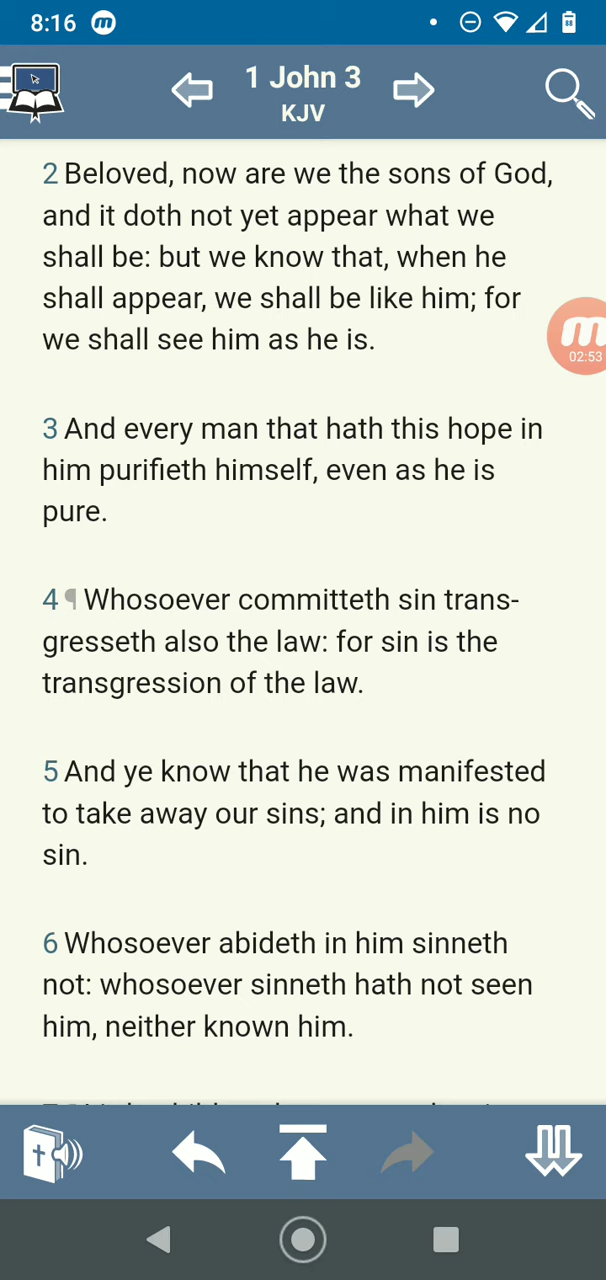 8:16
88
1 John 3
KJV
2 Beloved, now are we the sons of God,
and it doth not yet appear what we
shall be: but we know that, when he
shall appear, we shall be like him; for
we shall see him as he is.
m
02:53
3 And every man that hath this hope in
him purifieth himself, even as he is
pure.
4 ¶ Whosoever committeth sin trans-
gresseth also the law: for sin is the
transgression of the law.
5 And ye know that he was manifested
to take away our sins; and in him is no
sin.
6 Whosoever abideth in him sinneth
not: whosoever sinneth hath not seen
him, neither known him.